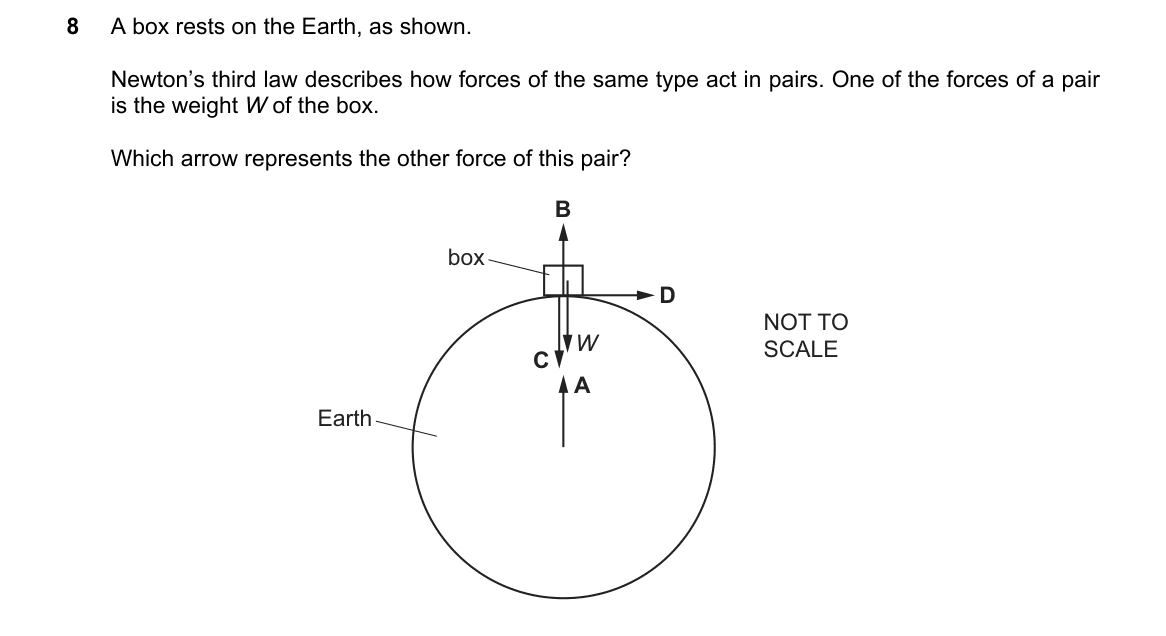 8 A box rests on the Earth, as shown.
Newton’s third law describes how forces of the same type act in pairs. One of the forces of a pair
is the weight W of the box.
Which arrow represents the other force of this pair?
B
box
D
NOT TO
SCALE
W
C
A
Earth